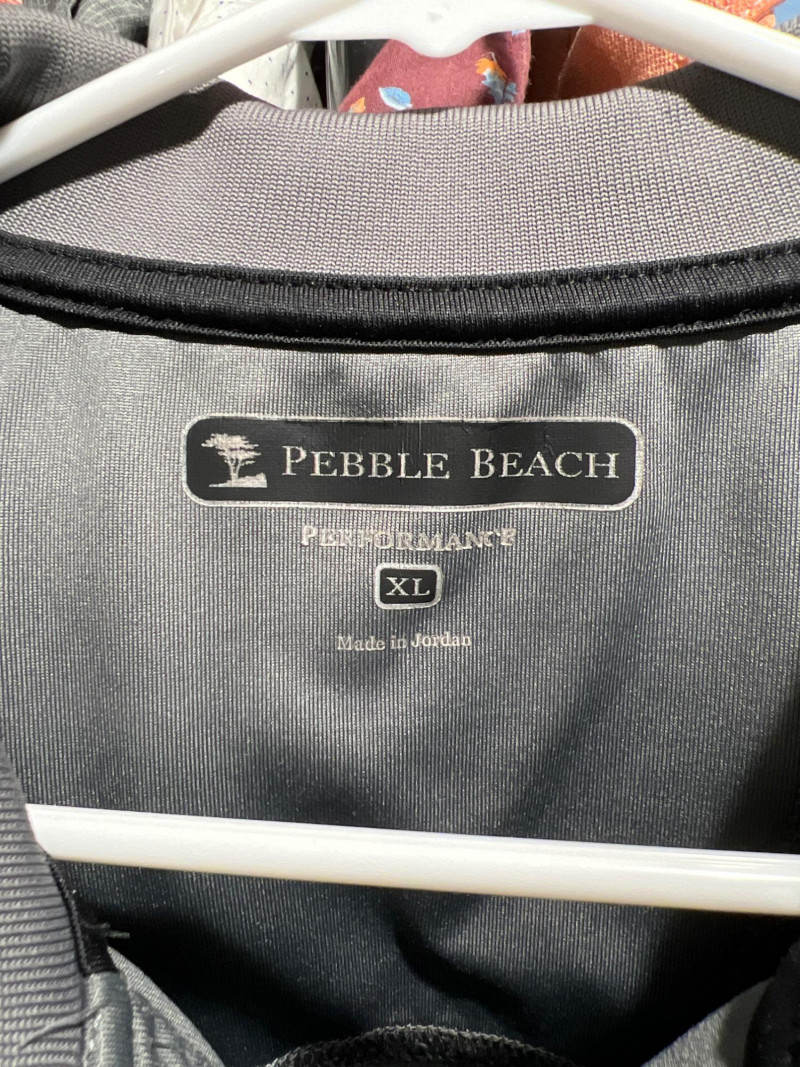 PEBBLE BEACH
PERFORMANCE
XL
Made in Jordan